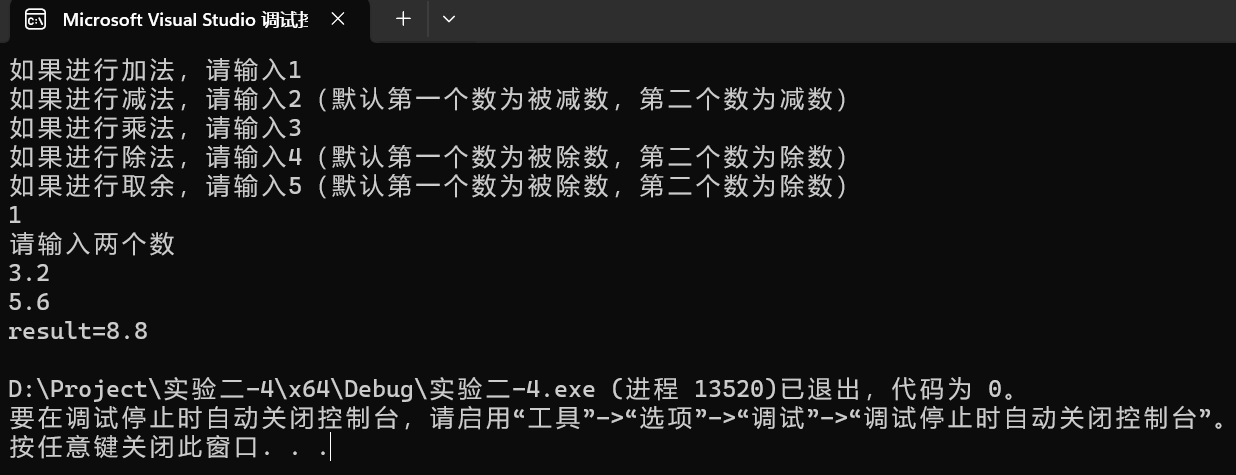 Microsoft Visual Studio 调试控
如果进行加法，请输入1
如果进行减法，请输入2（默认第一个数为被减数，第二个数为减数）
如果进行乘法，请输入3
如果进行除法，请输入4（默认第一个数为被除数，第二个数为除数）
如果进行取余，请输入5（默认第一个数为被除数，第二个数为除数）
1
请输入两个数
3.2
5.6
result=8.8
D:\Project\实验二-4\x64\Debug\实验二-4.exe (进程 13520)已退出，代码为 0。
要在调试停止时自动关闭控制台，请启用“工具”->“选项”->“调试”->“调试停止时自动关闭控制台”。
按任意键关闭此窗口. . .